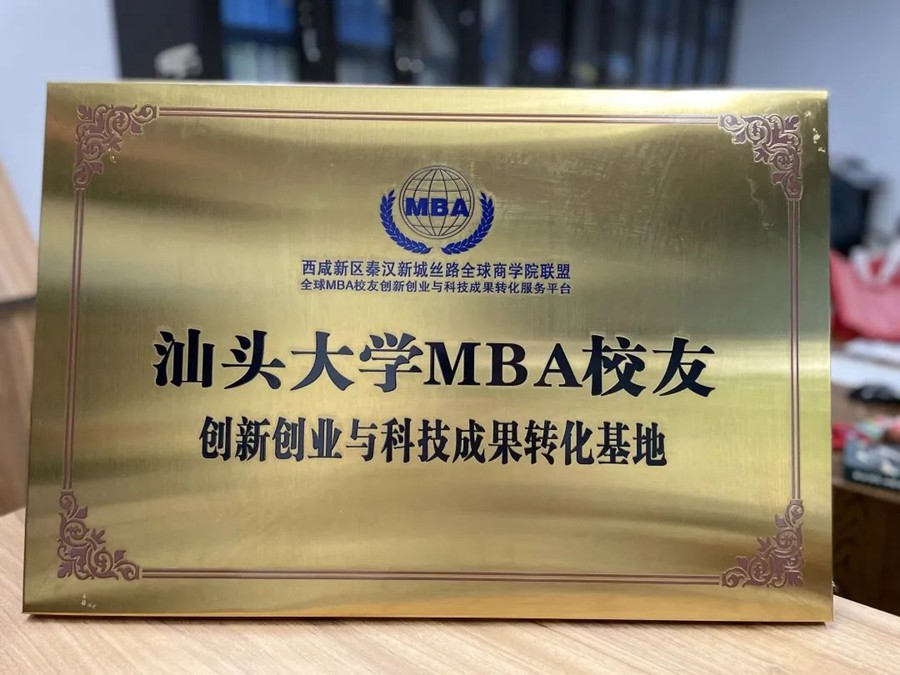 MBA
西咸新区秦汉新城丝路全球商学院联盟
全球MBA校友创新创业与科技成果转化服务平台
汕头大学MBA校友
创新创业与科技成果转化基地